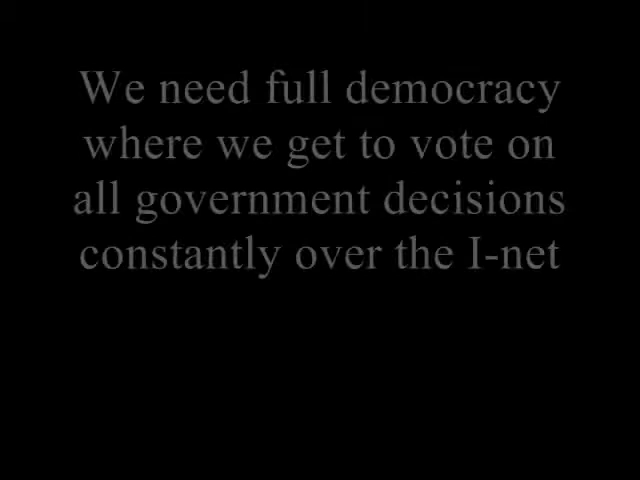 We need full democracy
where we get to vote on
all government decisions
constantly over the I-net